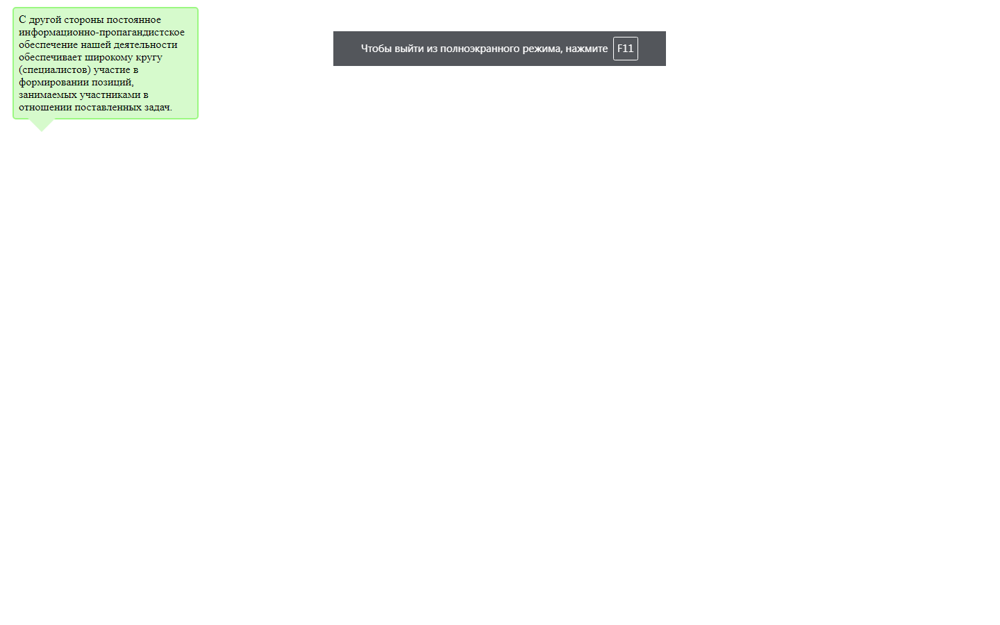 С другой стороны постоянное
информационно-пропагандистское
обеспечение нашей деятельности
обеспечивает широкому кругу
(специалистов) участие в
формировании позиций,
занимаемых участниками в
отношении поставленных задач.
Чтобы выйти из полноэкранного режима, нажмите F11